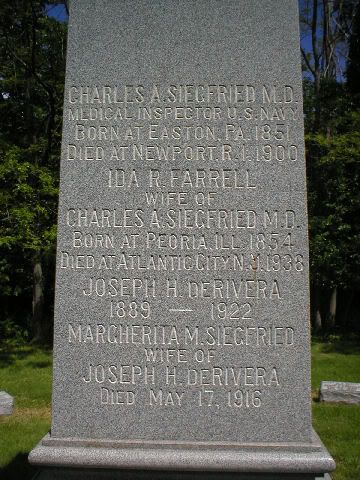 CHARLES A. SIEGFRIED M.D.
MEDICAL INSPECTOR U.S. NAVY
BORN AT EASTON, PA. 1851
DIED AT NEWPORT. R.I. 1900
IDA R. FARRELL
WIFE OF
CHARLES A. SIEGFRIED M.D.
BORN AT PEORIA, ILL. 1854
DIED AT ATLANTIC CITY. N.J. 1938
JOSEPH H. DERIVERA
1889 — 1922
MARGHERITA M. SIEGFRIED
WIFE OF
JOSEPH H. DERIVERA
DIED MAY 17, 1916